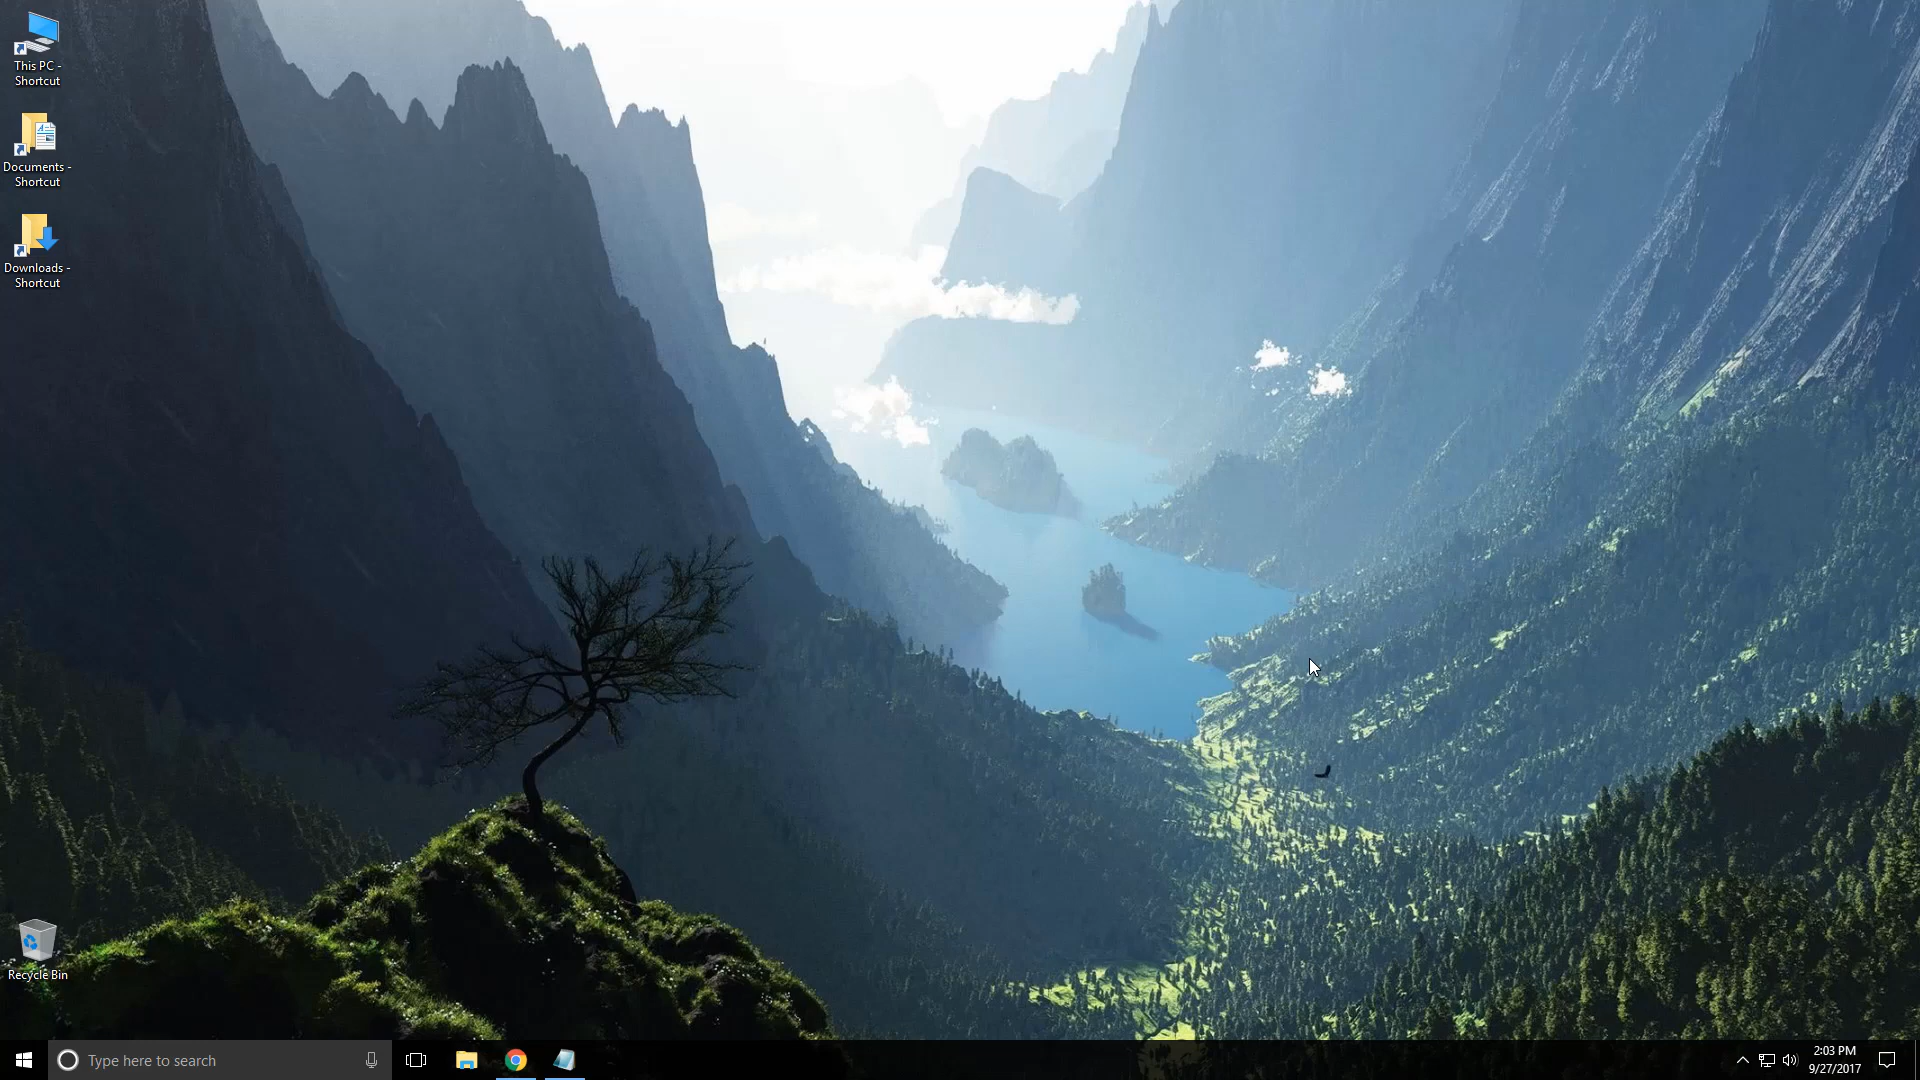 This PC -
Shortcut
Documents -
Shortcut
Downloads -
Shortcut
Recycle Bin
Type here to search
2:03 PM
9/27/2017